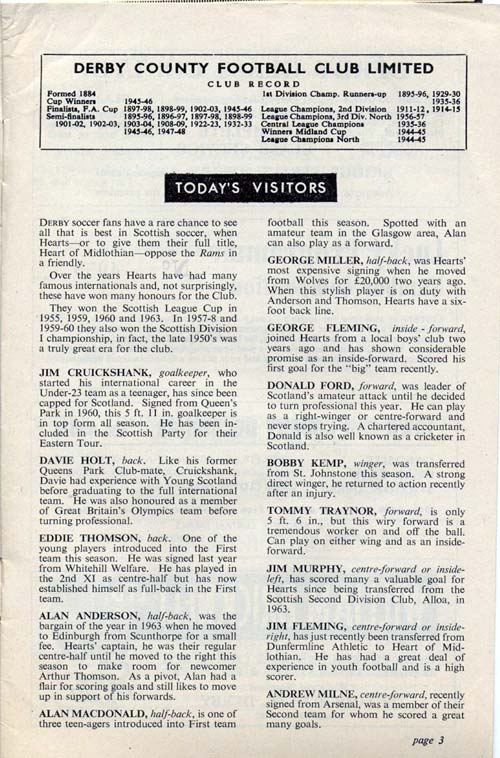 DERBY COUNTY FOOTBALL CLUB LIMITED
CLUB RECORD
Formed 1884
Cup Winners 1945-46
Finalists, F.A. Cup 1897-98, 1898-99, 1902-03, 1945-46
Semi-finalists 1895-96, 1896-97, 1897-98, 1898-99
1901-02, 1902-03, 1903-04, 1908-09, 1922-23, 1932-33
1945-46, 1947-48
1st Division Champ. Runners-up 1895-96, 1929-30
1935-36
League Champions, 2nd Division 1911-12, 1914-15
League Champions, 3rd Div. North 1956-57
Central League Champions 1935-36
Winners Midland Cup 1944-45
League Champions North 1944-45
TODAY'S VISITORS
DERBY soccer fans have a rare chance to see
all that is best in Scottish soccer, when
Hearts—or to give them their full title,
Heart of Midlothian—oppose the Rams in
a friendly.
Over the years Hearts have had many
famous internationals and, not surprisingly,
these have won many honours for the Club.
They won the Scottish League Cup in
1955, 1959, 1960 and 1963. In 1957-8 and
1959-60 they also won the Scottish Division
I championship, in fact, the late 1950's was
a truly great era for the club.
JIM CRUICKSHANK, goalkeeper, who
started his international career in the
Under-23 team as a teenager, has since been
capped for Scotland. Signed from Queen's
Park in 1960, this 5 ft. 11 in. goalkeeper is
in top form all season. He has been in-
cluded in the Scottish Party for their
Eastern Tour.
DAVIE HOLT, back. Like his former
Queens Park Club-mate, Cruickshank,
Davie had experience with Young Scotland
before graduating to the full international
team. He was also honoured as a member
of Great Britain's Olympics team before
turning professional.
EDDIE THOMSON, back. One of the
young players introduced into the First
team this season. He was signed last year
from Whitehill Welfare. He has played in
the 2nd XI as centre-half but has now
established himself as full-back in the First
team.
ALAN ANDERSON, half-back, was the
bargain of the year in 1963 when he moved
to Edinburgh from Scunthorpe for a small
fee. Hearts' captain, he was their regular
centre-half until he moved to the right this
season to make room for newcomer
Arthur Thomson. As a pivot, Alan had a
flair for scoring goals and still likes to move
up in support of his forwards.
ALAN MACDONALD, half-back, is one of
three teen-agers introduced into First team
football this season. Spotted with an
amateur team in the Glasgow area, Alan
can also play as a forward.
GEORGE MILLER, half-back, was Hearts'
most expensive signing when he moved
from Wolves for £20,000 two years ago.
When this stylish player is on duty with
Anderson and Thomson, Hearts have a six-
foot back line.
GEORGE FLEMING, inside-forward,
joined Hearts from a local boys' club two
years ago and has shown considerable
promise as an inside-forward. Scored his
first goal for the "big" team recently.
DONALD FORD, forward, was leader of
Scotland's amateur attack until he decided
to turn professional this year. He can play
as a right-winger or centre-forward and
never stops trying. A chartered accountant,
Donald is also well known as a cricketer in
Scotland.
BOBBY KEMP, winger, was transferred
from St. Johnstone this season. A strong
direct winger, he returned to action recently
after an injury.
TOMMY TRAYNOR, forward, is only
5 ft. 6 in., but this wiry forward is a
tremendous worker on and off the ball.
Can play on either wing and as an inside-
forward.
JIM MURPHY, centre-forward or inside-
left, has scored many a valuable goal for
Hearts since being transferred from the
Scottish Second Division Club, Alloa, in
1963.
JIM FLEMING, centre-forward or inside-
right, has just recently been transferred from
Dunfermline Athletic to Heart of Mid-
lothian. He has had a great deal of
experience in youth football and is a high
scorer.
ANDREW MILNE, centre-forward, recently
signed from Arsenal, was a member of their
Second team for whom he scored a great
many goals.
page 3